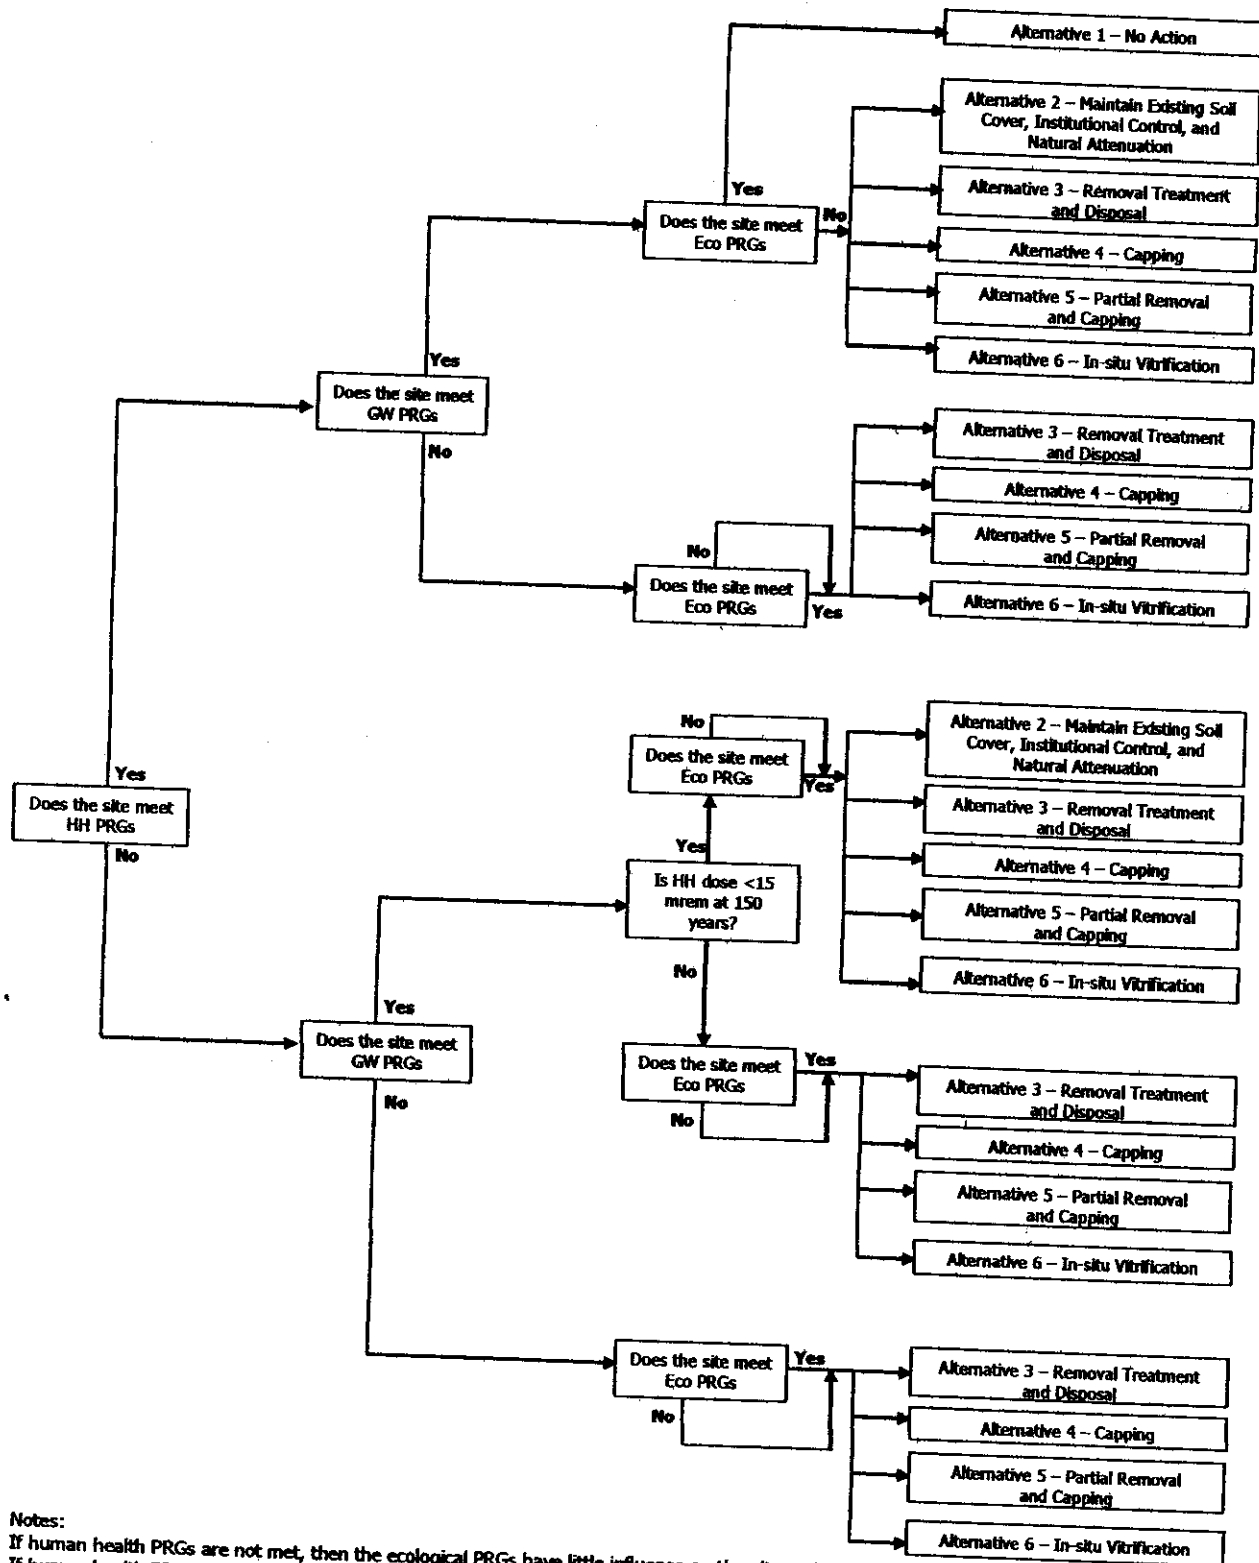 Alternative 1 – No Action
Alternative 2 – Maintain Existing Soil
Cover, Institutional Control, and
Natural Attenuation
Yes
Alternative 3 – Removal Treatment
and Disposal
Does the site meet
Eco PRGs
No
Alternative 4 – Capping
Alternative 5 – Partial Removal
and Capping
Yes
Alternative 6 – In-situ Vitrification
Does the site meet
GW PRGs
No
Alternative 3 – Removal Treatment
and Disposal
Alternative 4 – Capping
No
Alternative 5 – Partial Removal
and Capping
Does the site meet
Eco PRGs
Yes
Alternative 6 – In-situ Vitrification
No
Alternative 2 – Maintain Existing Soil
Cover, Institutional Control, and
Natural Attenuation
Does the site meet
Eco PRGs
Yes
Yes
Does the site meet
HH PRGs
No
Alternative 3 – Removal Treatment
and Disposal
Yes
Is HH dose <15
mrem at 150
years?
Alternative 4 – Capping
Alternative 5 – Partial Removal
and Capping
No
Alternative 6 – In-situ Vitrification
Yes
Does the site meet
GW PRGs
No
Does the site meet
Eco PRGs
Yes
No
Alternative 3 – Removal Treatment
and Disposal
Alternative 4 – Capping
Alternative 5 – Partial Removal
and Capping
Alternative 6 – In-situ Vitrification
Does the site meet
Eco PRGs
Yes
No
Alternative 3 – Removal Treatment
and Disposal
Alternative 4 – Capping
Alternative 5 – Partial Removal
and Capping
Alternative 6 – In-situ Vitrification
Notes:
If human health PRGs are not met, then the ecological PRGs have little influence
If human health